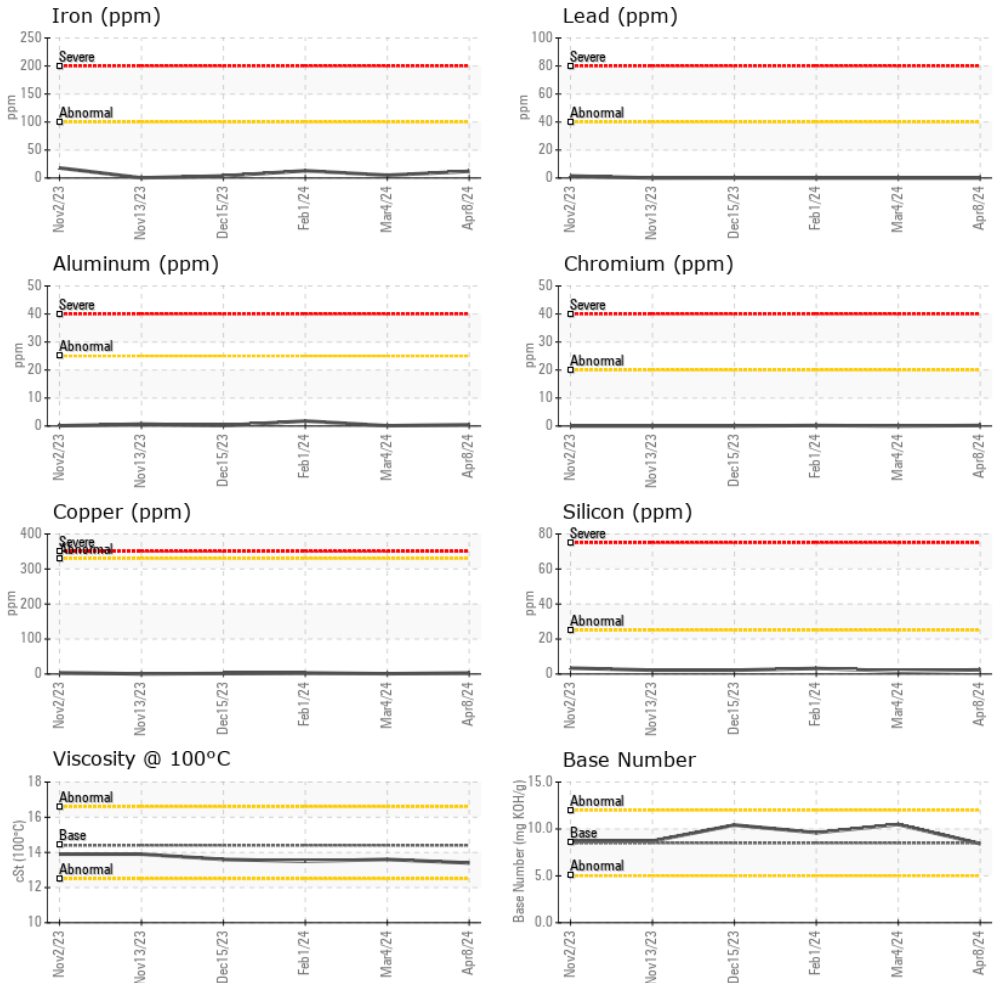 Iron (ppm)
250
200
150
100
50
0
ppm
Severe
Abnormal
Nov2/23
Nov13/23
Dec15/23
Feb1/24
Mar4/24
Apr8/24
Lead (ppm)
100
80
60
40
20
0
ppm
Severe
Abnormal
Nov2/23
Nov13/23
Dec15/23
Feb1/24
Mar4/24
Apr8/24
Aluminum (ppm)
50
40
30
20
10
0
ppm
Severe
Abnormal
Nov2/23
Nov13/23
Dec15/23
Feb1/24
Mar4/24
Apr8/24
Chromium (ppm)
50
40
30
20
10
0
ppm
Severe
Abnormal
Nov2/23
Nov13/23
Dec15/23
Feb1/24
Mar4/24
Apr8/24
Copper (ppm)
400
300
200
100
0
ppm
Severe
Abnormal
Nov2/23
Nov13/23
Dec15/23
Feb1/24
Mar4/24
Apr8/24
Silicon (ppm)
80
60
40
20
0
ppm
Severe
Abnormal
Nov2/23
Nov13/23
Dec15/23
Feb1/24
Mar4/24
Apr8/24
Viscosity @ 100°C
18
16
14
12
10
cSt (100°C)
Abnormal
Base
Abnormal
Nov2/23
Nov13/23
Dec15/23
Feb1/24
Mar4/24
Apr8/24
Base Number
15.0
10.0
5.0
0.0
Base Number (mg KOH/g)
Abnormal
Base
Abnormal
Nov2/23
Nov13/23
Dec15/23
Feb1/24
Mar4/24
Apr8/24